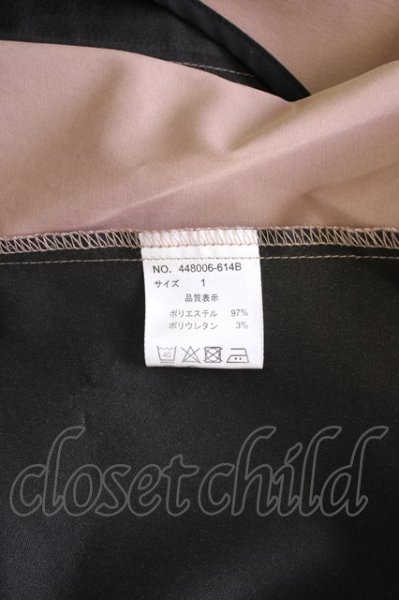 NO. 448006-614B
サイズ 1
品質表示
ポリエステル 97%
ポリウレタン 3%
40
closet child